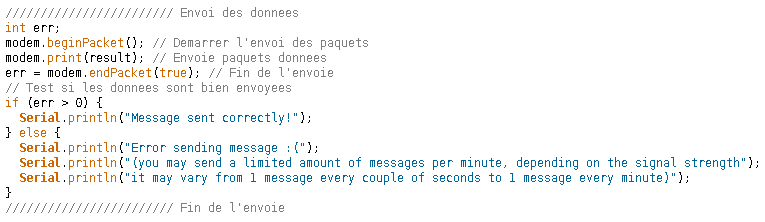 //////////////////////// Envoi des donnees
int err;
modem.beginPacket(); // Demarrer l'envoi des paquets
modem.print(result); // Envoie paquets donnees
err = modem.endPacket(true); // Fin de l'envoie
// Test si les donnees sont bien envoyees
if (err > 0) {
  Serial.println("Message sent correctly!");
} else {
  Serial.println("Error sending message :(");
  Serial.println("(you may send a limited amount of messages per minute, depending on the signal strength");
  Serial.println("it may vary from 1 message every couple of seconds to 1 message every minute)");
}
//////////////////////// Fin de l'envoie